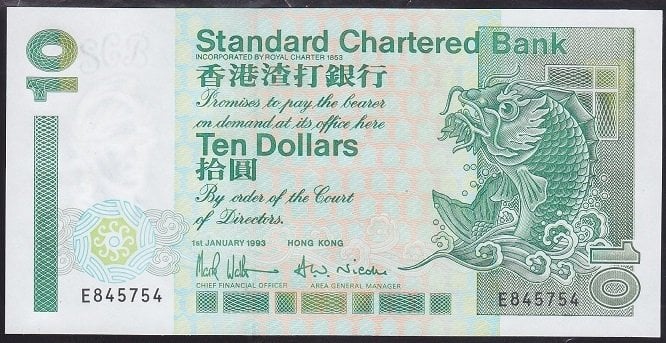 10
Standard Chartered Bank
INCORPORATED BY ROYAL CHARTER 1853
香港渣打銀行
Promises to pay the bearer
on demand at its office here
Ten Dollars
拾圓
By order of the Court
of Directors.
1st JANUARY 1993 HONG KONG
CHIEF FINANCIAL OFFICER AREA GENERAL MANAGER
E845754
E845754
10